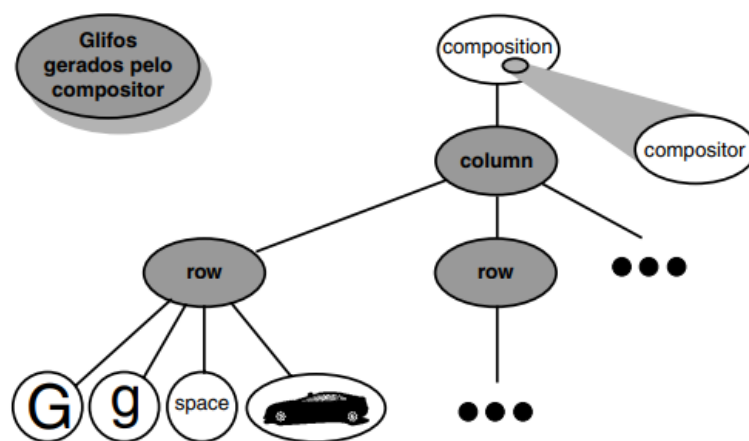 Glifos
gerados pelo
compositor
composition
compositor
column
row
row
G
g
space